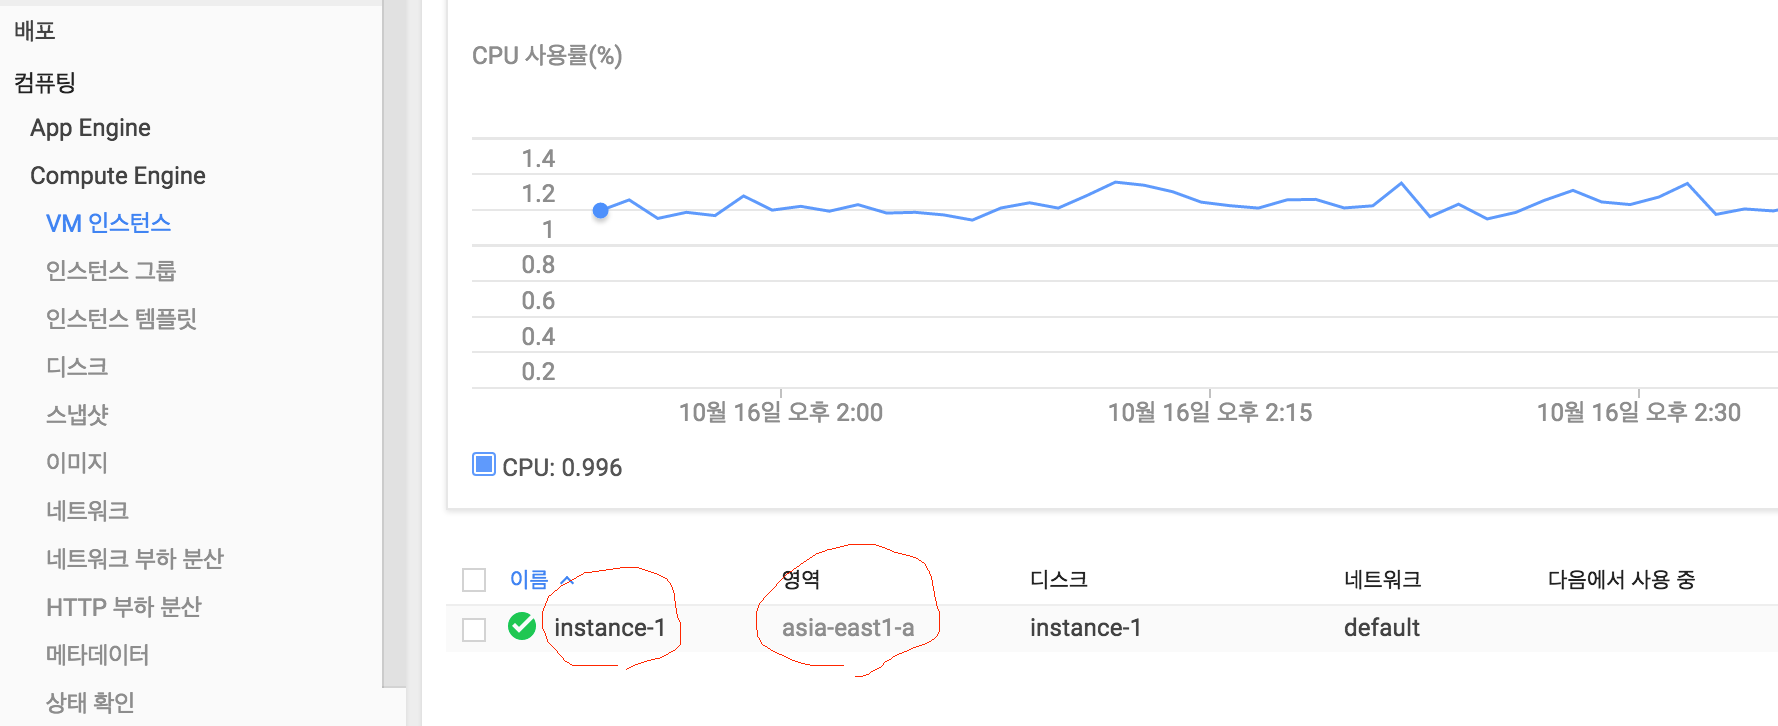 배포
컴퓨팅
App Engine
Compute Engine
VM 인스턴스
인스턴스 그룹
인스턴스 템플릿
디스크
스냅샷
이미지
네트워크
네트워크 부하 분산
HTTP 부하 분산
메타데이터
상태 확인
CPU 사용률(%)
1.4
1.2
1
0.8
0.6
0.4
0.2
10월 16일 오후 2:00 10월 16일 오후 2:15 10월 16일 오후 2:30
CPU: 0.996
이름 영역 디스크 네트워크 다음에서 사용 중
instance-1 asia-east1-a instance-1 default